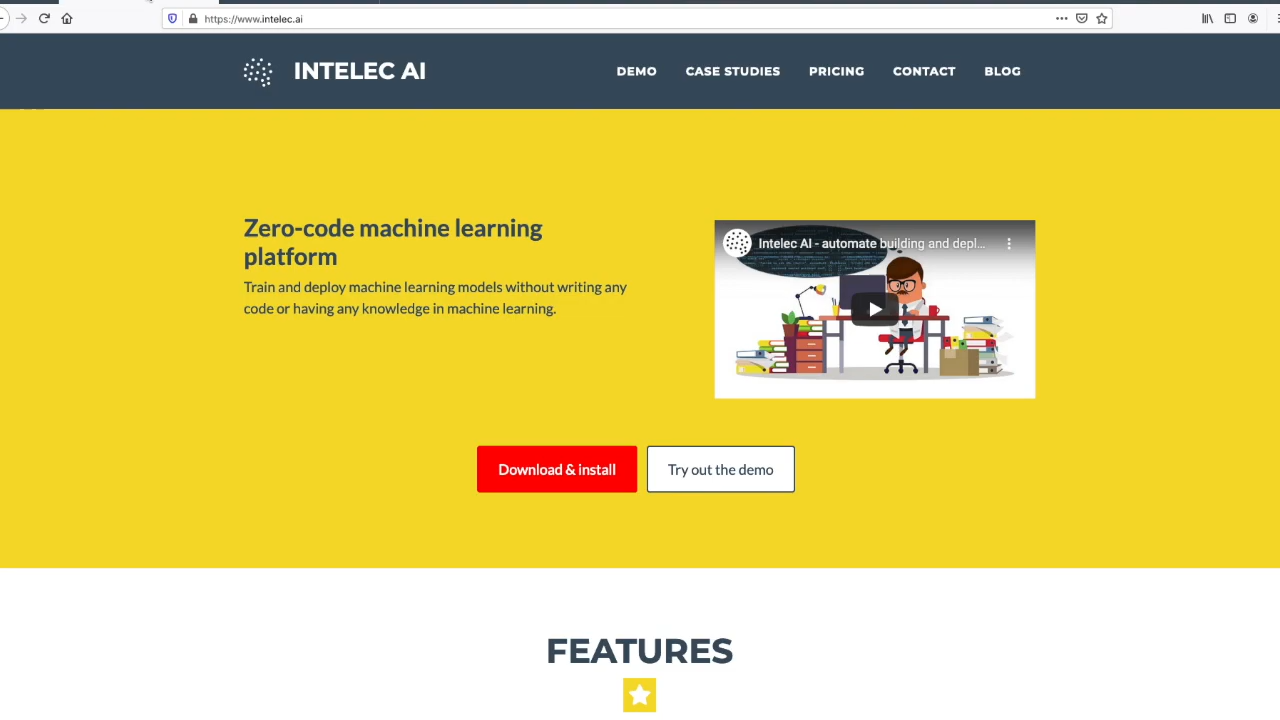 https://www.intelec.ai
INTELEC AI
DEMO
CASE STUDIES
PRICING
CONTACT
BLOG
Zero-code machine learning
platform
Train and deploy machine learning models without writing any
code or having any knowledge in machine learning.
Intelec AI - automate building and depl...
Download & install
Try out the demo
FEATURES